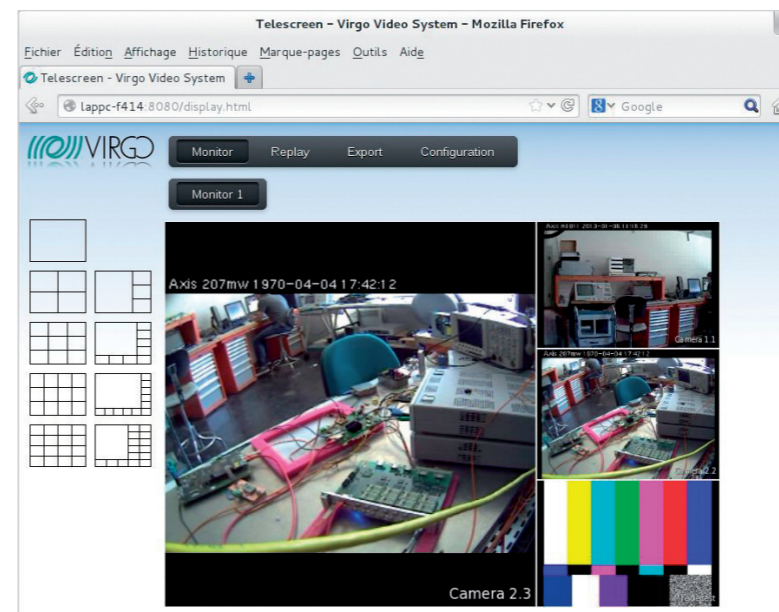 Telescreen – Virgo Video System – Mozilla Firefox
Fichier Édition Affichage Historique Marque-pages Outils Aide
Telescreen - Virgo Video System
lappc-f414:8080/display.html
Google
VIRGO
Monitor Replay Export Configuration
Monitor 1
Axis 207mw 1970-04-04 17:42:12
Camera 2.3
Camera 1.1
Axis 207mw 1970-04-04 17:42:12
Camera 2.2